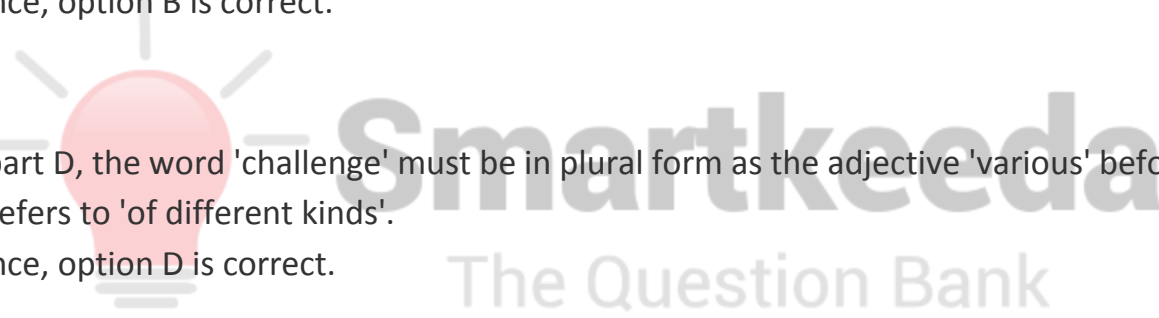 nce, option B is correct.
Smartkeeda
part D, the word 'challenge' must be in plural form as the adjective 'various' befo
efers to 'of different kinds'.
nce, option D is correct.
The Question Bank